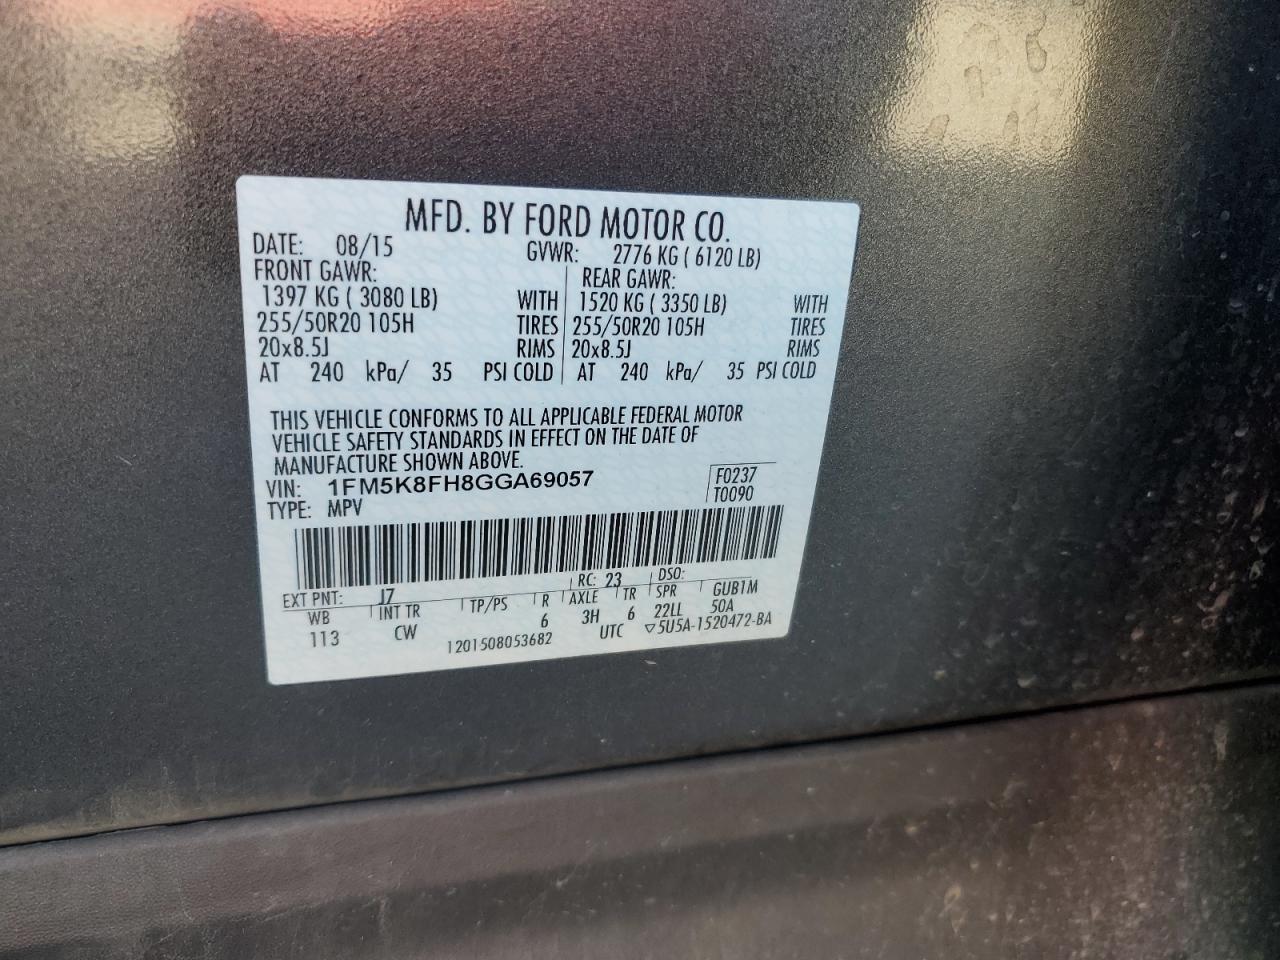 MFD. BY FORD MOTOR CO.
DATE: 08/15 GVWR: 2776 KG ( 6120 LB)
FRONT GAWR: REAR GAWR:
1397 KG ( 3080 LB) WITH 1520 KG ( 3350 LB) WITH
255/50R20 105H TIRES 255/50R20 105H TIRES
20x8.5J RIMS 20x8.5J RIMS
AT 240 kPa/ 35 PSI COLD AT 240 kPa/ 35 PSI COLD
THIS VEHICLE CONFORMS TO ALL APPLICABLE FEDERAL MOTOR
VEHICLE SAFETY STANDARDS IN EFFECT ON THE DATE OF
MANUFACTURE SHOWN ABOVE.
VIN: 1FM5K8FH8GGA69057 F0237
TYPE: MPV T0090
EXT PNT: J7 RC: 23 DSO:
WB INT TR TP/PS R AXLE TR SPR GUB1M
113 CW 6 3H 6 22LL 50A
1201508053682 UTC ▽5U5A-1520472-BA